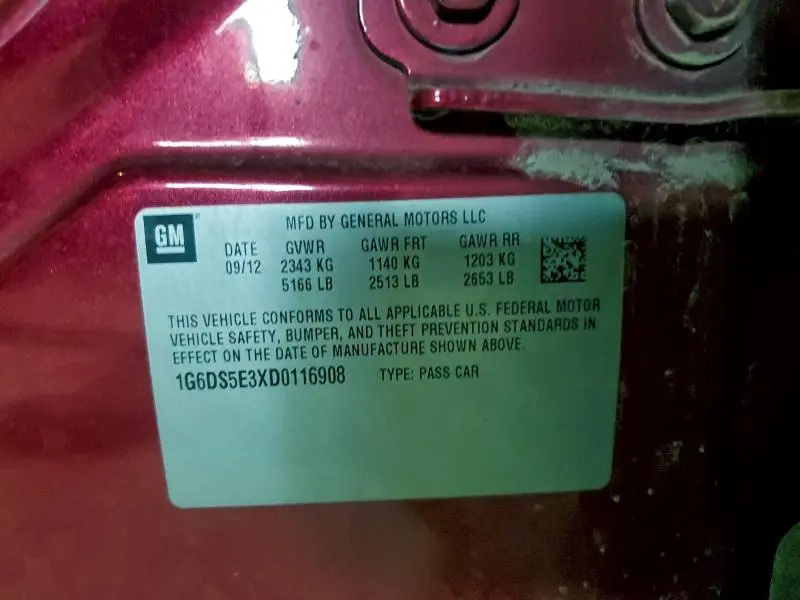 GM
MFD BY GENERAL MOTORS LLC
DATE GVWR GAWR FRT GAWR RR
09/12 2343 KG 1140 KG 1203 KG
5166 LB 2513 LB 2653 LB
THIS VEHICLE CONFORMS TO ALL APPLICABLE U.S. FEDERAL MOTOR
VEHICLE SAFETY, BUMPER, AND THEFT PREVENTION STANDARDS IN
EFFECT ON THE DATE OF MANUFACTURE SHOWN ABOVE.
1G6DS5E3XD0116908 TYPE: PASS CAR